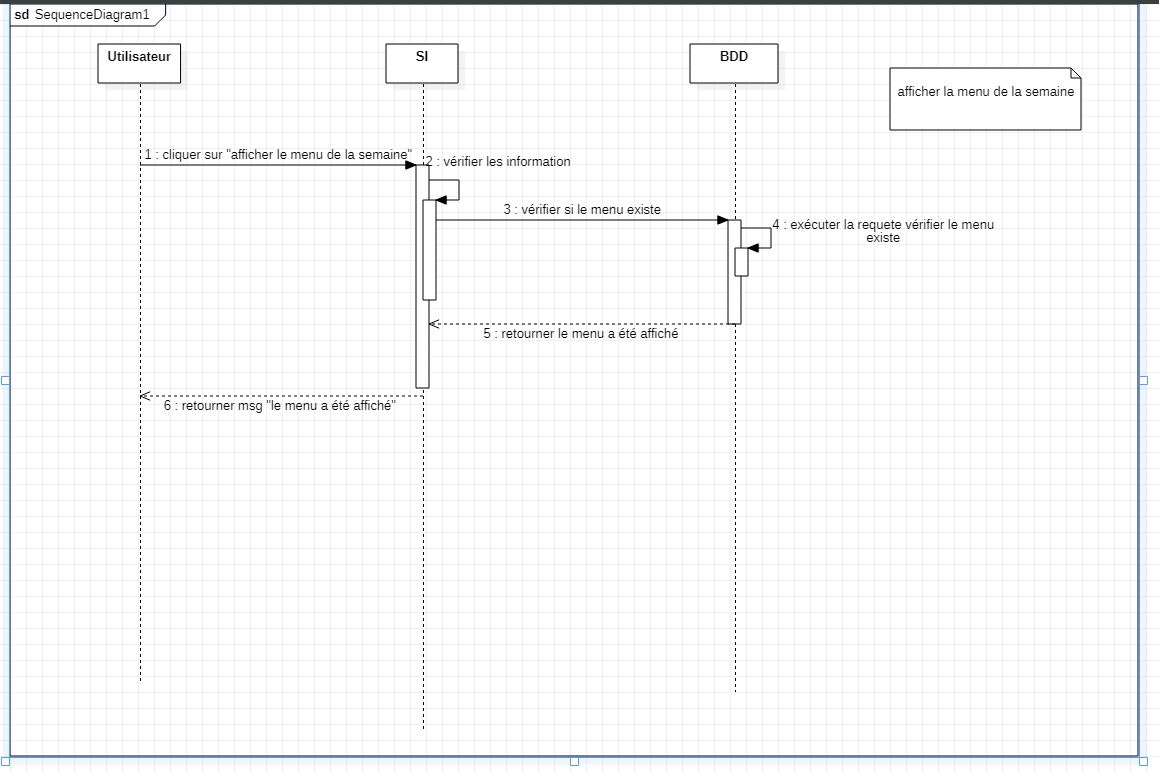 sd SequenceDiagram1
Utilisateur
SI
BDD
afficher la menu de la semaine
1 : cliquer sur "afficher le menu de la semaine"
2 : vérifier les information
3 : vérifier si le menu existe
4 : exécuter la requete vérifier le menu
existe
5 : retourner le menu a été affiché
6 : retourner msg "le menu a été affiché"